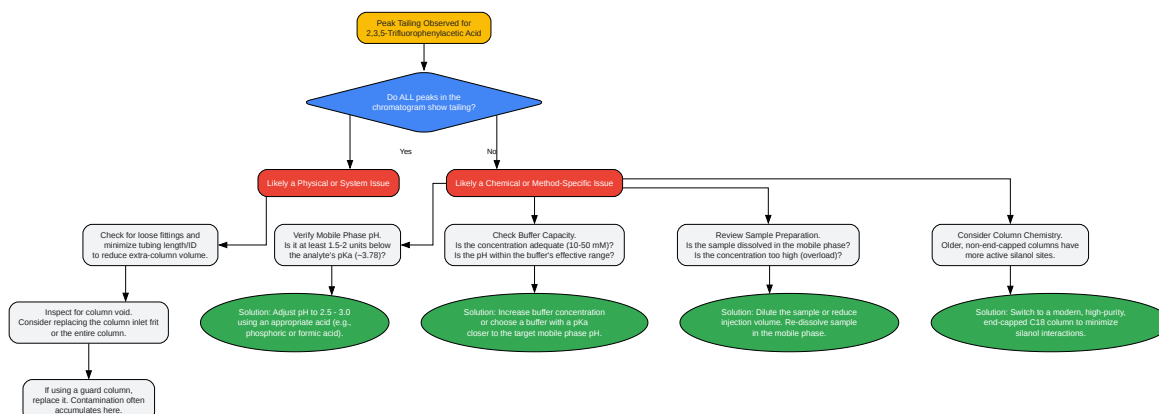 Peak Tailing Observed for
2,3,5-Trifluorophenylacetic Acid
Do ALL peaks in the
chromatogram show tailing?
Yes
No
Likely a Physical or System Issue
Likely a Chemical or Method-Specific Issue
Check for loose fittings and
minimize tubing length/ID
to reduce extra-column volume.
Verify Mobile Phase pH.
Is it at least 1.5-2 units below
the analyte's pKa (~3.78)?
Check Buffer Capacity.
Is the concentration adequate (10-50 mM)?
Is the pH within the buffer's effective range?
Review Sample Preparation.
Is the sample dissolved in the mobile phase?
Is the concentration too high (overload)?
Consider Column Chemistry.
Older, non-end-capped columns have
more active silanol sites.
Inspect for column void.
Consider replacing the column inlet frit
or the entire column.
Solution: Adjust pH to 2.5 - 3.0
using an appropriate acid (e.g.,
phosphoric or formic acid).
Solution: Increase buffer concentration
or choose a buffer with a pKa
closer to the target mobile phase pH.
Solution: Dilute the sample or reduce
injection volume. Re-dissolve sample
in the mobile phase.
Solution: Switch to a modern, high-purity,
end-capped C18 column to minimize
silanol interactions.
If using a guard column,
replace it. Contamination often
accumulates here.